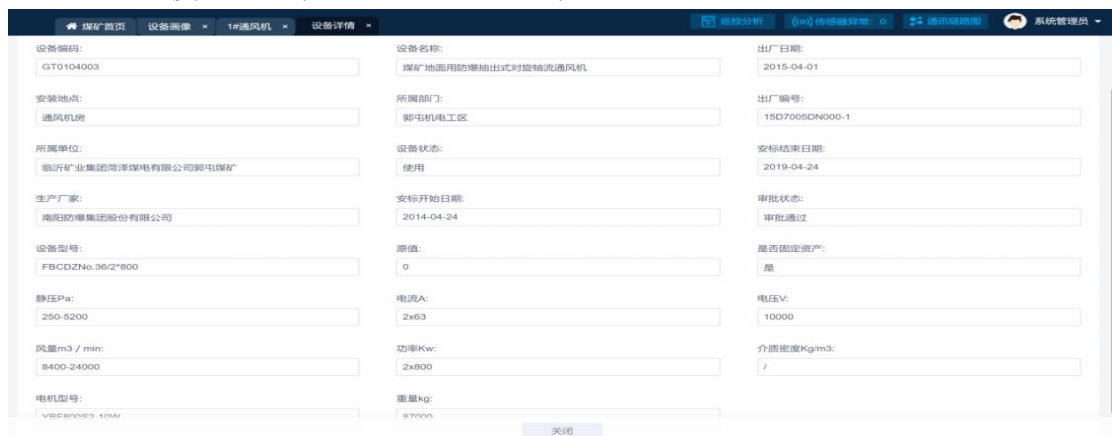 煤矿首页 设备画像 × 1#通风机 × 设备详情 × 巡检分析 传感器异常: 0 通讯链路图 系统管理员
设备编码: 设备名称: 出厂日期:
GT0104003 煤矿地面用防爆抽出式对旋轴流通风机 2015-04-01
安装地点: 所属部门: 出厂编号:
通风机房 郭屯机电工区 15D7005DN000-1
所属单位: 设备状态: 安标结束日期:
临沂矿业集团菏泽煤电有限公司郭屯煤矿 使用 2019-04-24
生产厂家: 安标开始日期: 审批状态:
南阳防爆集团股份有限公司 2014-04-24 审批通过
设备型号: 原值: 是否固定资产:
FBCDZNo.36/2*800 0 是
静压Pa: 电流A: 电压V:
250-5200 2x63 10000
风量m3 / min: 功率Kw: 介质密度Kg/m3:
8400-24000 2x800 /
电机型号: 重量kg:
87000
关闭